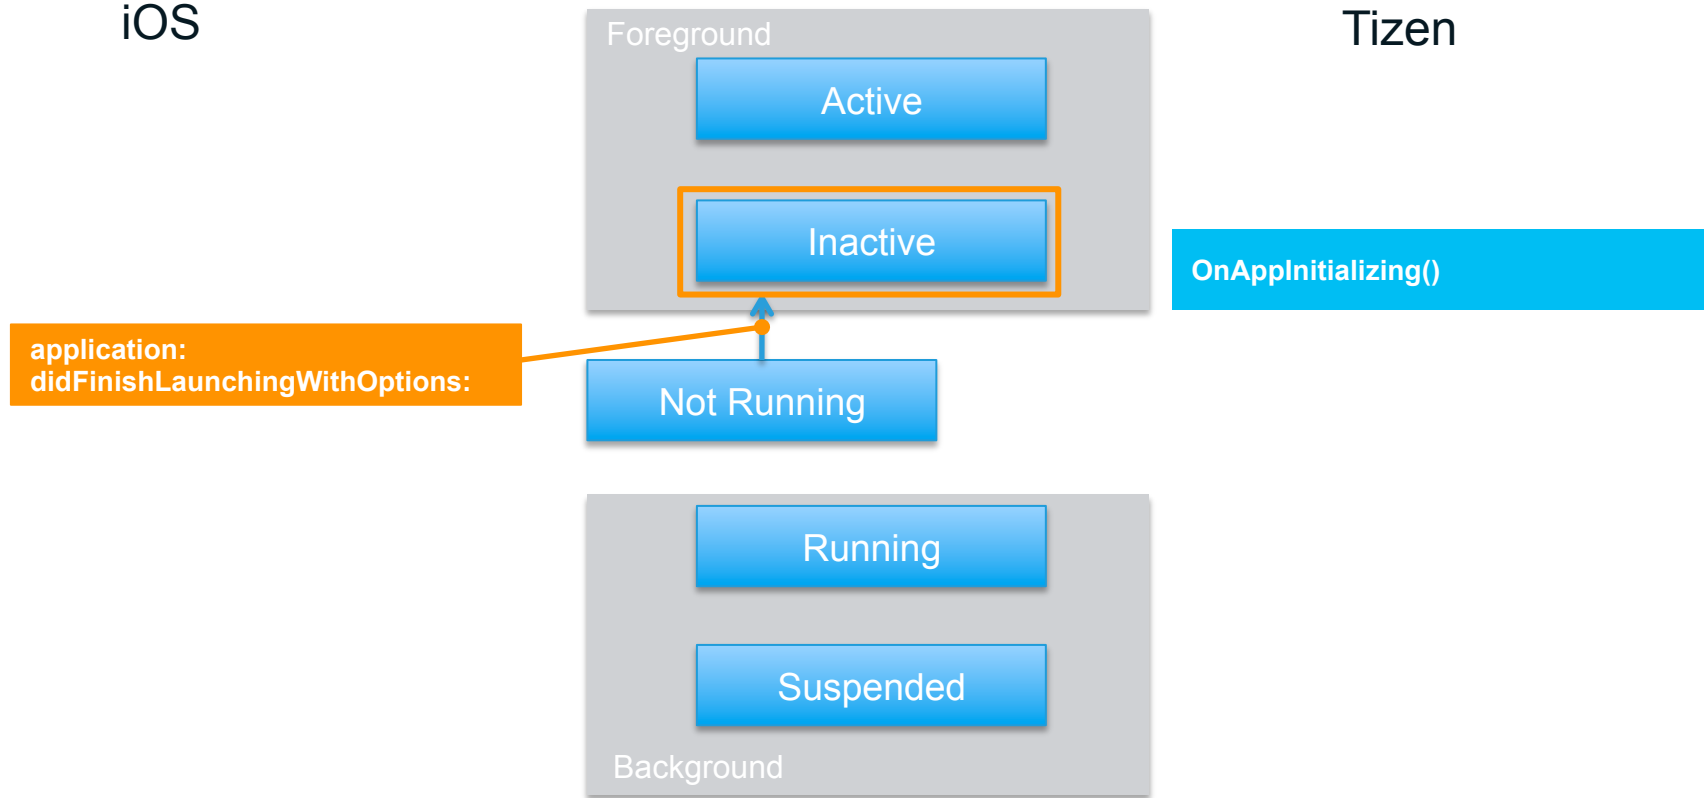 iOS
Foreground
Tizen
Active
Inactive
OnAppInitializing()
application:
didFinishLaunchingWithOptions:
Not Running
Running
Suspended
Background